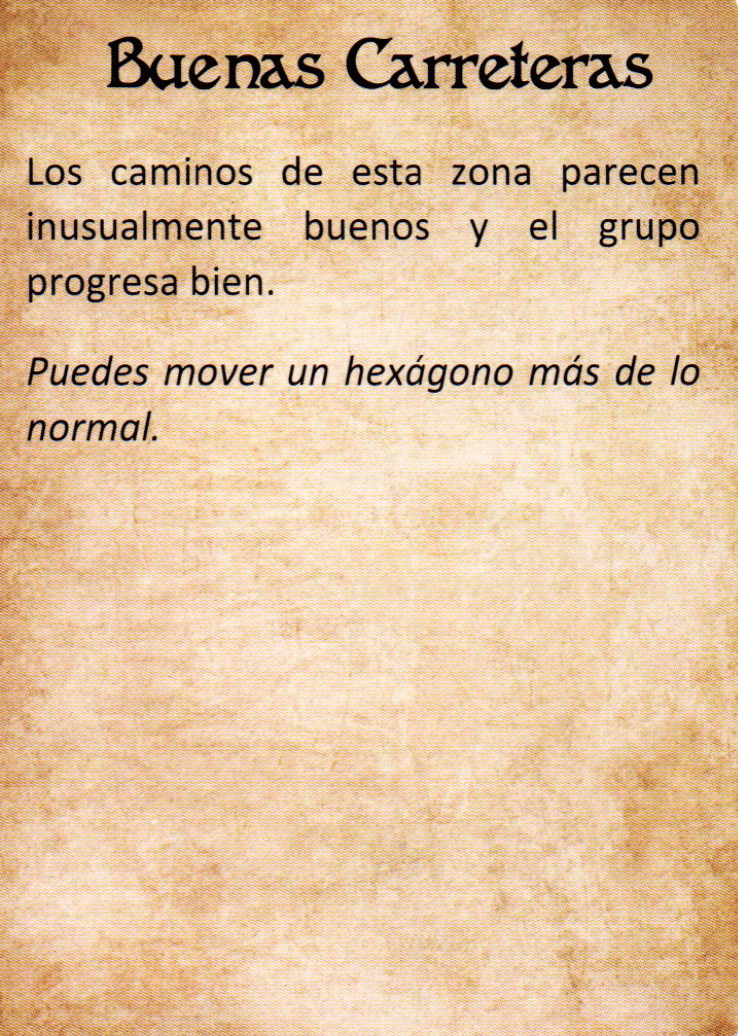 Buenas Carreteras
Los caminos de esta zona parecen
inusualmente buenos y el grupo
progresa bien.
Puedes mover un hexágono más de lo
normal.